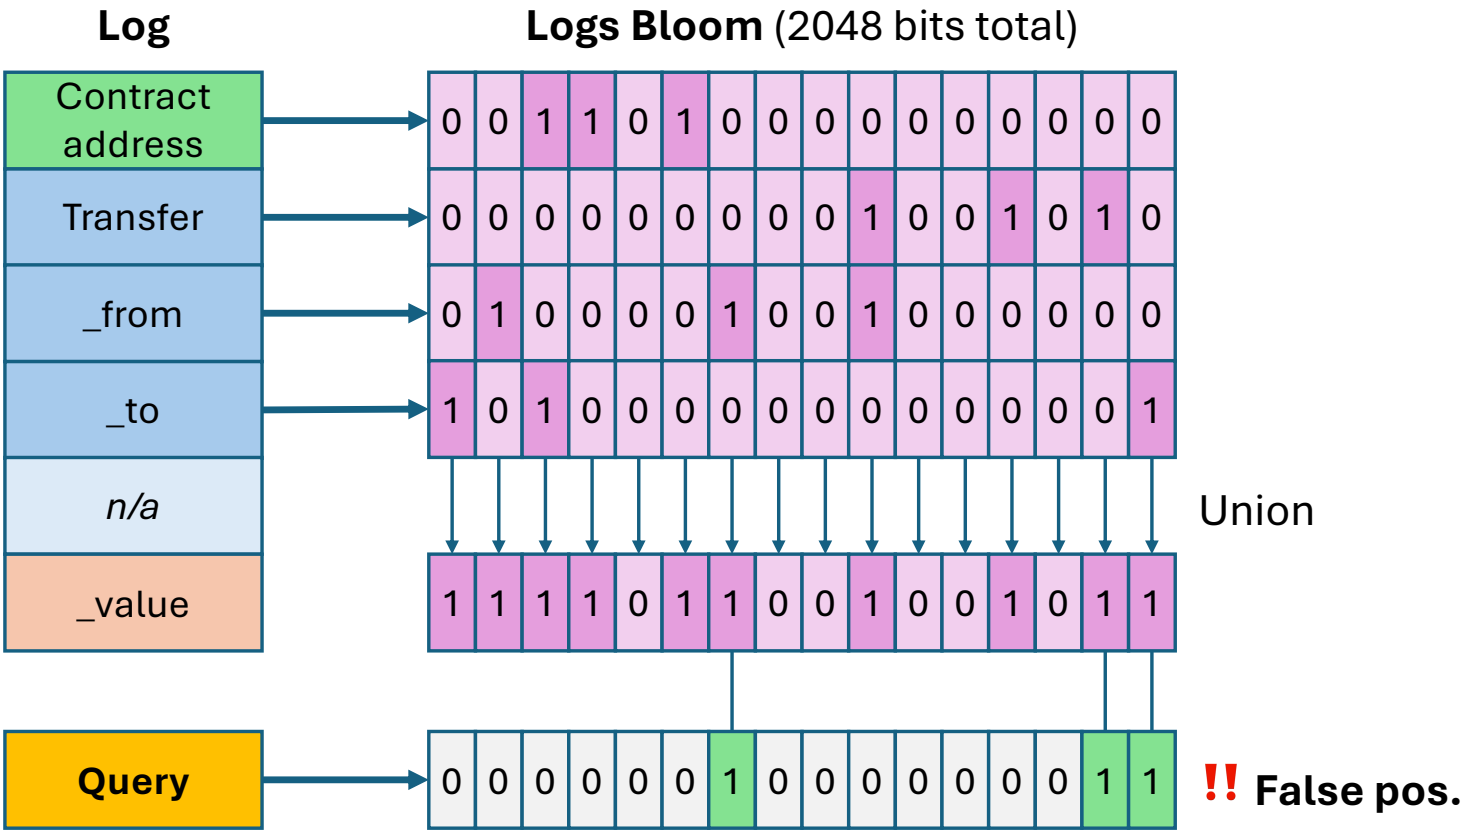 Log
Logs Bloom (2048 bits total)
Contract
address
0 0 1 1 0 1 0 0 0 0 0 0 0 0 0 0
Transfer
0 0 0 0 0 0 0 0 0 1 0 0 1 0 1 0
_from
0 1 0 0 0 0 1 0 0 1 0 0 0 0 0 0
_to
1 0 1 0 0 0 0 0 0 0 0 0 0 0 0 1
n/a
Union
_value
1 1 1 1 0 1 1 0 0 1 0 0 1 0 1 1
Query
0 0 0 0 0 0 1 0 0 0 0 0 0 0 1 1
‼ False pos.